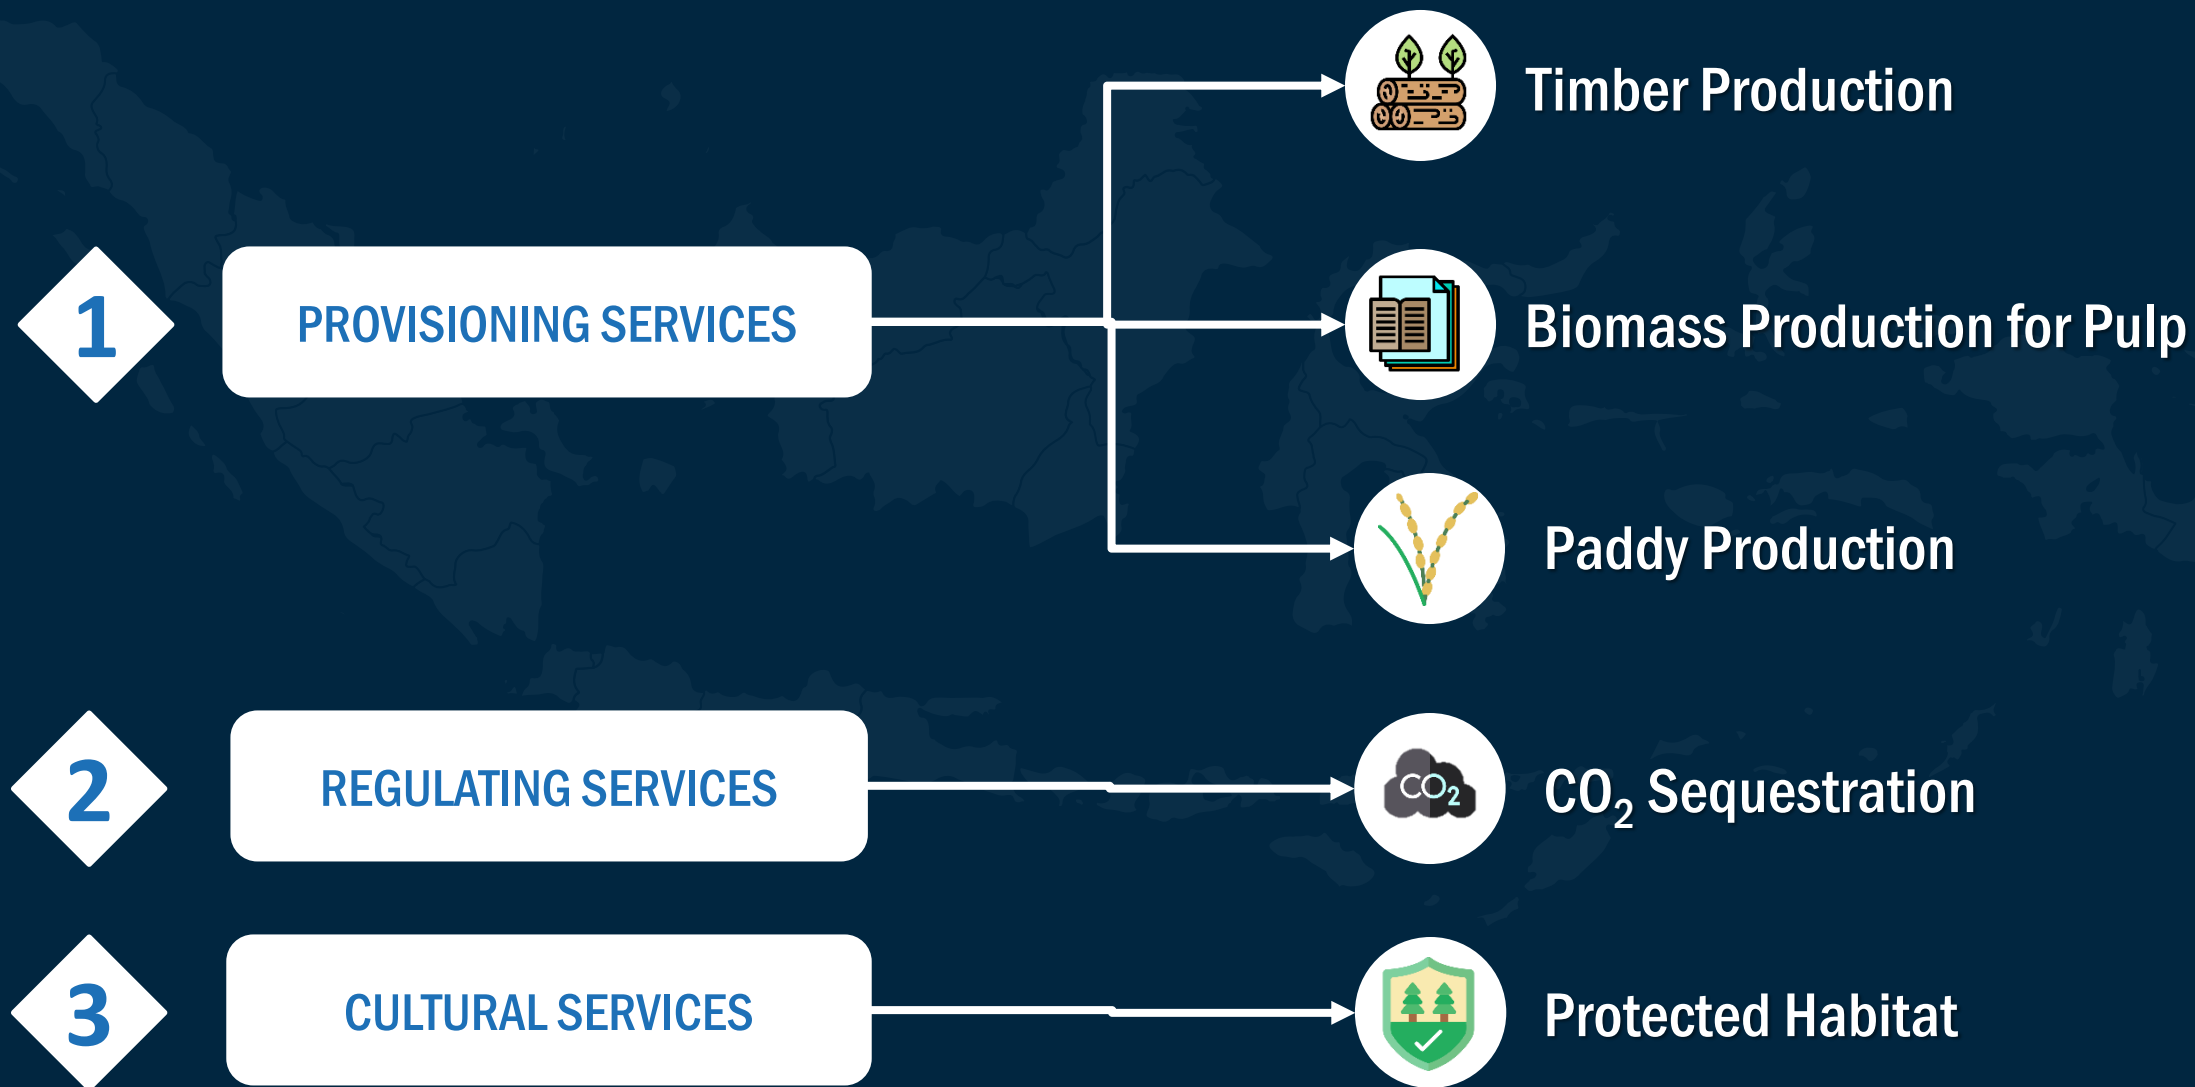 Timber Production
1
PROVISIONING SERVICES
Biomass Production for Pulp
Paddy Production
2
REGULATING SERVICES
CO₂
CO₂ Sequestration
3
CULTURAL SERVICES
Protected Habitat